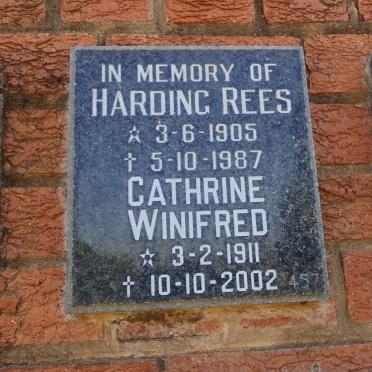 IN MEMORY OF
HARDING REES
☆ 3-6-1905
† 5-10-1987
CATHRINE
WINIFRED
☆ 3-2-1911
† 10-10-2002 457